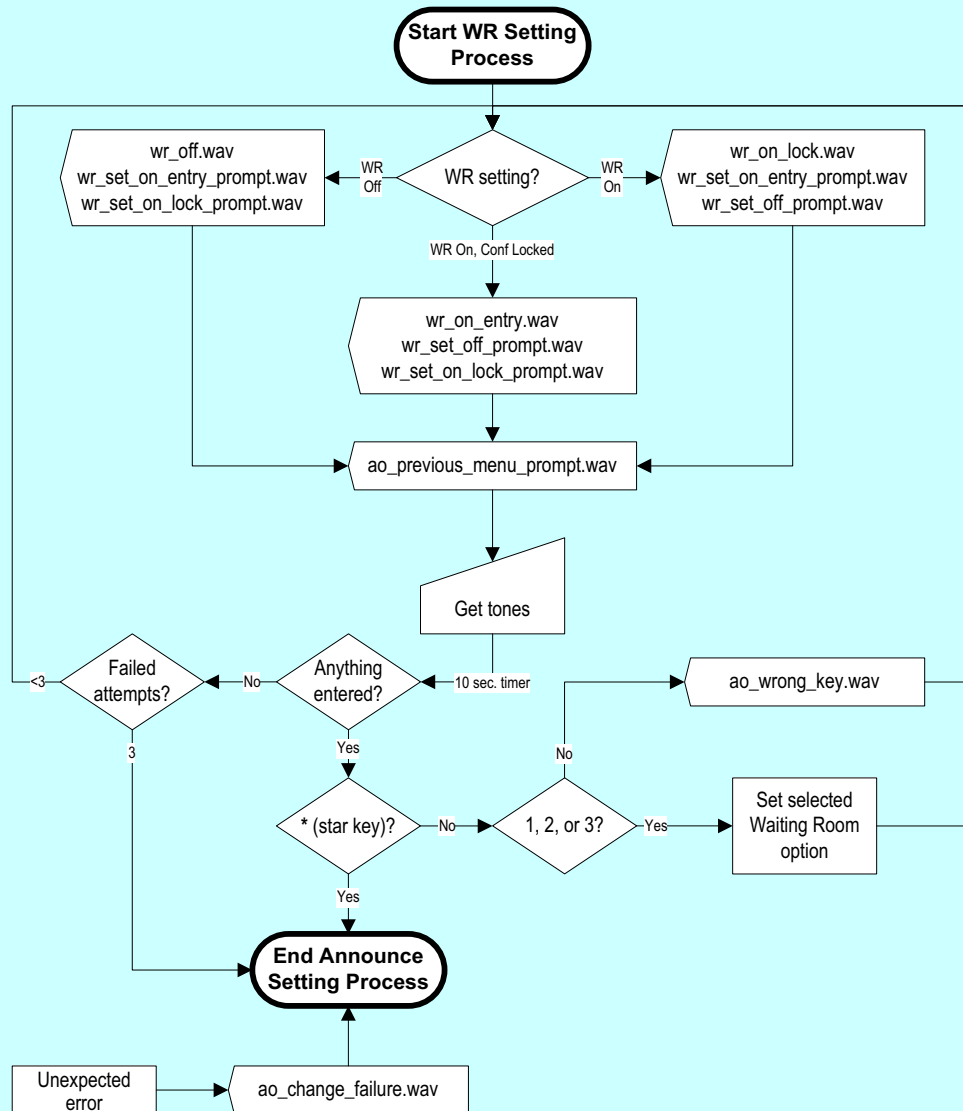 Start WR Setting
Process
wr_off.wav
wr_set_on_entry_prompt.wav
wr_set_on_lock_prompt.wav
WR
Off
WR setting?
WR
On
wr_on_lock.wav
wr_set_on_entry_prompt.wav
wr_set_off_prompt.wav
WR On, Conf Locked
wr_on_entry.wav
wr_set_off_prompt.wav
wr_set_on_lock_prompt.wav
ao_previous_menu_prompt.wav
Get tones
<3
Failed
attempts?
No
Anything
entered?
10 sec. timer
ao_wrong_key.wav
3
Yes
No
* (star key)?
No
1, 2, or 3?
Yes
Set selected
Waiting Room
option
Yes
End Announce
Setting Process
Unexpected
error
ao_change_failure.wav